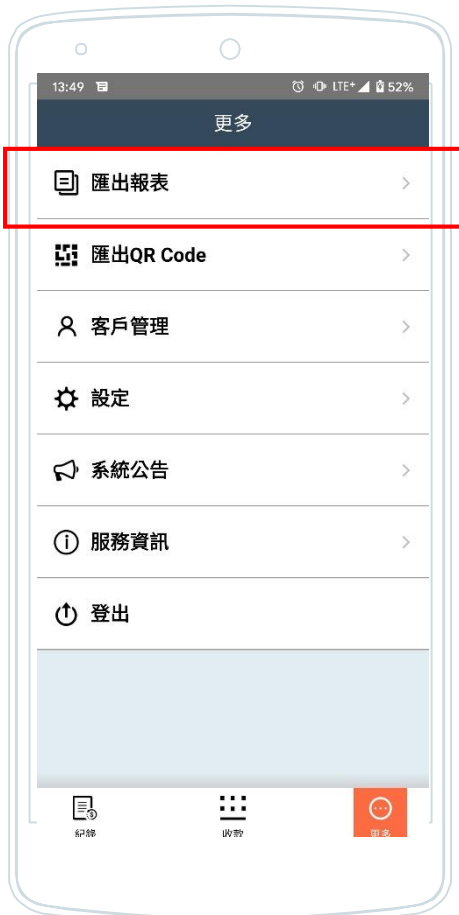 13:49 LTE+ 52%
更多
匯出報表
匯出QR Code
客戶管理
設定
系統公告
服務資訊
登出
紀錄 收款 更多